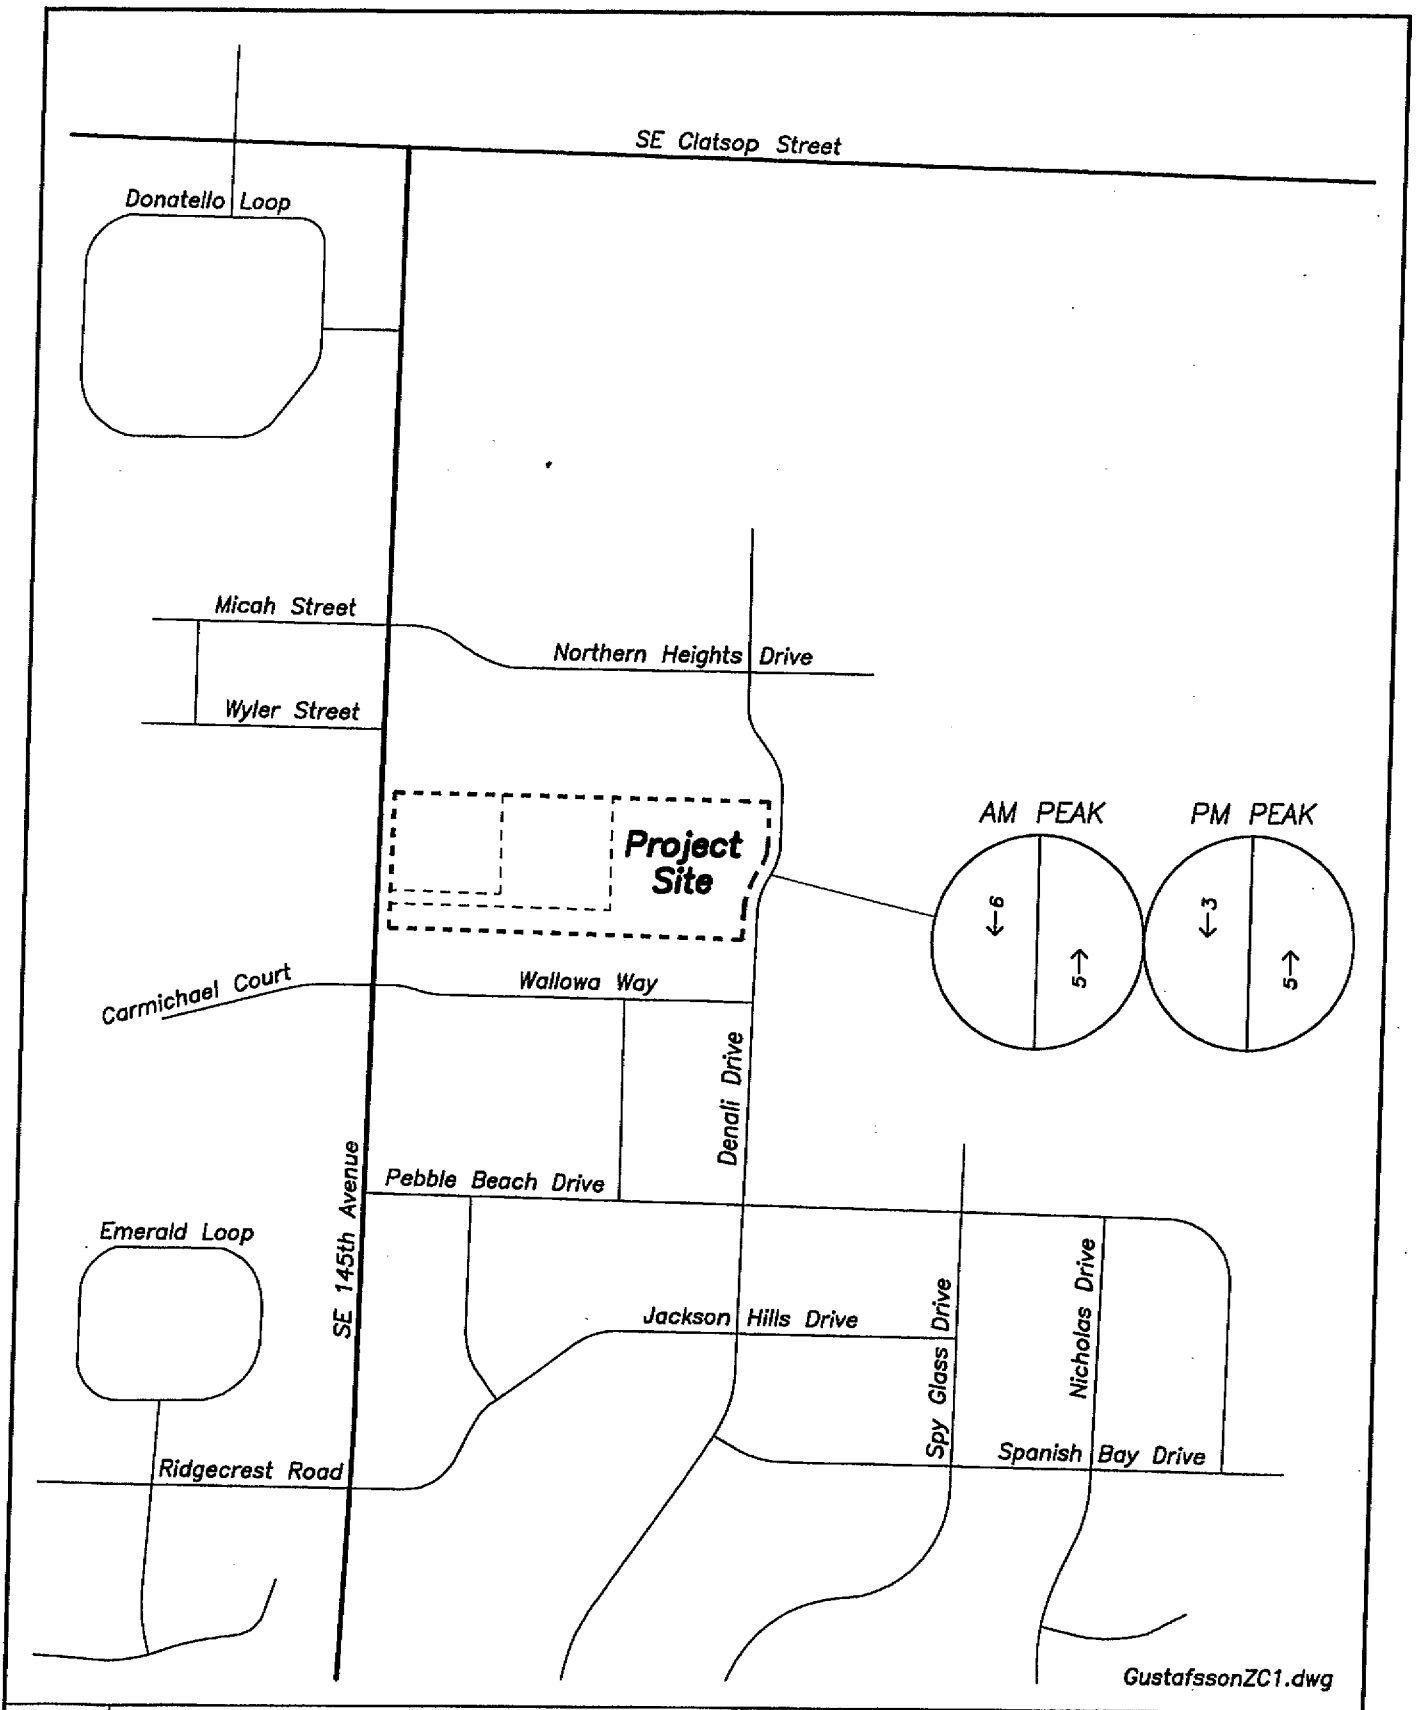 SE Clatsop Street
Donatello Loop
Micah Street
Northern Heights Drive
Wyler Street
Project
Site
AM PEAK
PM PEAK
←6
5→
←3
5→
Carmichael Court
Wallowa Way
Denali Drive
SE 145th Avenue
Pebble Beach Drive
Emerald Loop
Jackson Hills Drive
Spy Glass Drive
Nicholas Drive
Ridgecrest Road
Spanish Bay Drive
GustafssonZC1.dwg